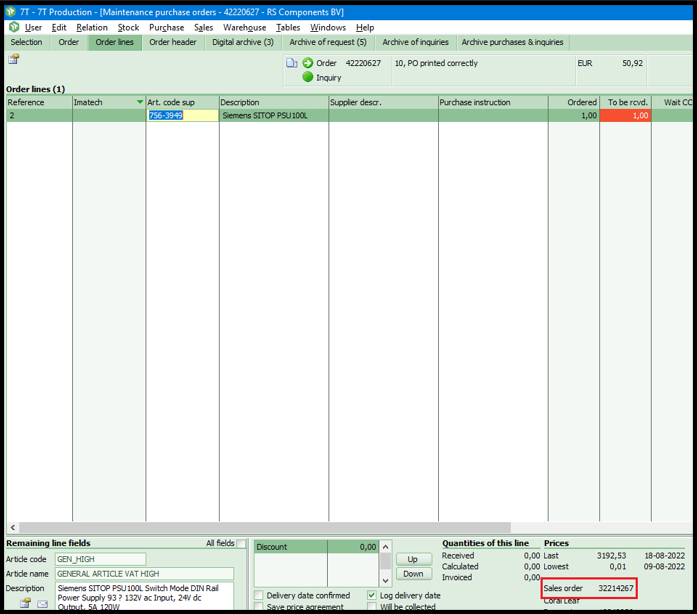 7T - 7T Production - [Maintenance purchase orders - 42220627 - RS Components BV]
User Edit Relation Stock Purchase Sales Warehouse Tables Windows Help
Selection Order Order lines Order header Digital archive (3) Archive of request (5) Archive of inquiries Archive purchases & inquiries
Order 42220627 10, PO printed correctly EUR 50,92
Inquiry
Order lines (1)
Reference Imatech Art. code sup Description Supplier descr. Purchase instruction Ordered To be rcvd. Wait CC
2 756-3949 Siemens SITOP PSU100L 1,00 1,00
Remaining line fields All fields Discount 0,00 Quantities of this line Prices
Article code GEN_HIGH Up Received 0,00 Last 3192,53 18-08-2022
Calculated 0,00 Lowest 0,01 09-08-2022
Article name GENERAL ARTICLE VAT HIGH Down Invoiced 0,00
Description Siemens SITOP PSU100L Switch Mode DIN Rail Sales order 32214267
Power Supply 93 ? 132V ac Input, 24V dc Delivery date confirmed Log delivery date
Output, 5A 120W Save price agreement Will be collected Coral Leaf